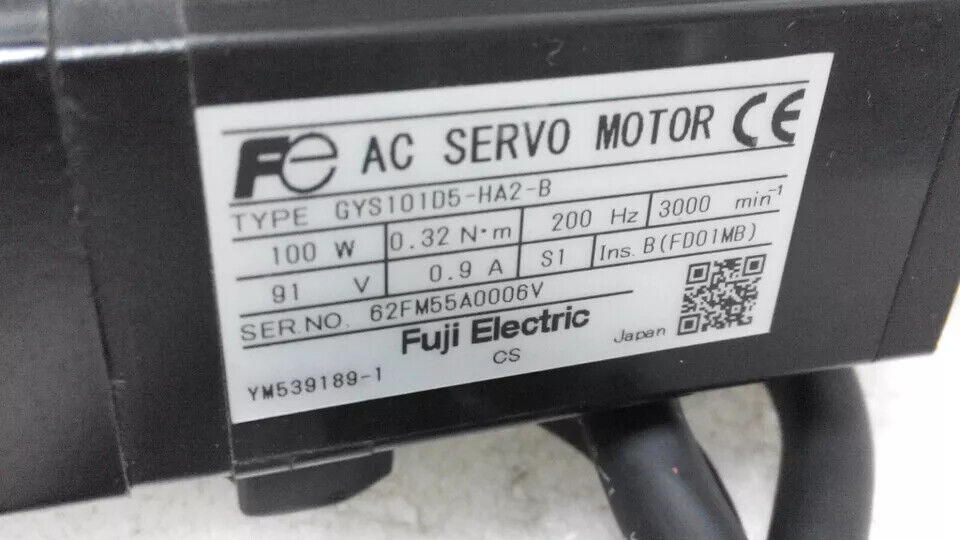 Fe AC SERVO MOTOR CE
TYPE GYS101D5-HA2-B
100 W 0.32 N·m 200 Hz 3000 min⁻¹
91 V 0.9 A S1 Ins. B(FD01MB)
SER.NO. 62FM55A0006V
Fuji Electric
CS Japan
YM539189-1